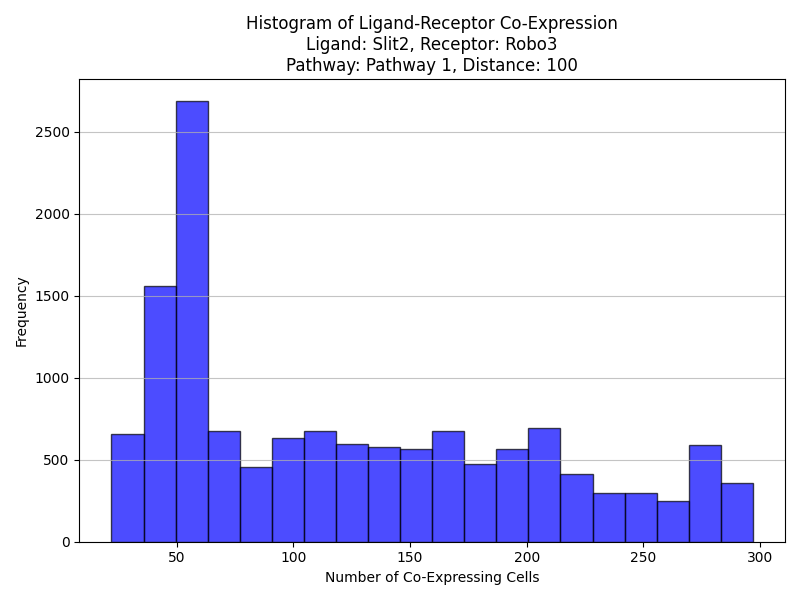 Histogram of Ligand-Receptor Co-Expression
Ligand: Slit2, Receptor: Robo3
Pathway: Pathway 1, Distance: 100
Frequency
2500
2000
1500
1000
500
0
50
100
150
200
250
300
Number of Co-Expressing Cells